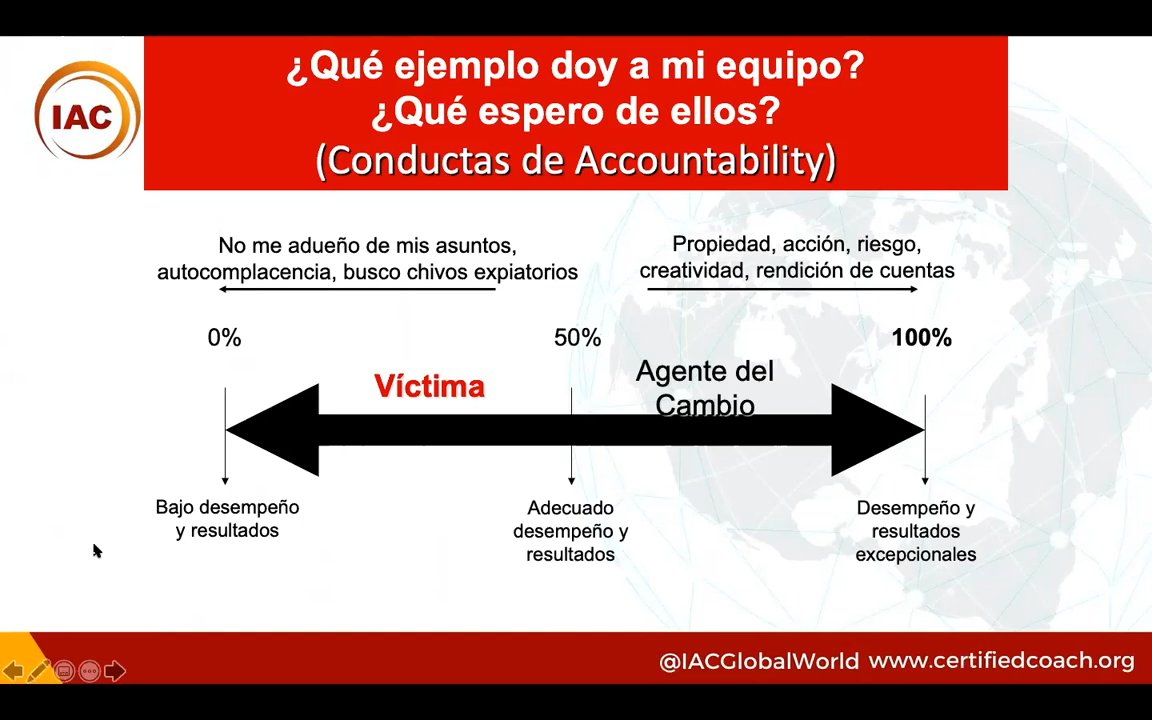 ¿Qué ejemplo doy a mi equipo?
¿Qué espero de ellos?
(Conductas de Accountability)
IAC
No me adueño de mis asuntos,
autocomplacencia, busco chivos expiatorios
Propiedad, acción, riesgo,
creatividad, rendición de cuentas
0%
50%
100%
Víctima
Agente del
Cambio
Bajo desempeño
y resultados
Adecuado
desempeño y
resultados
Desempeño y
resultados
excepcionales
@IACGlobalWorld www.certifiedcoach.org